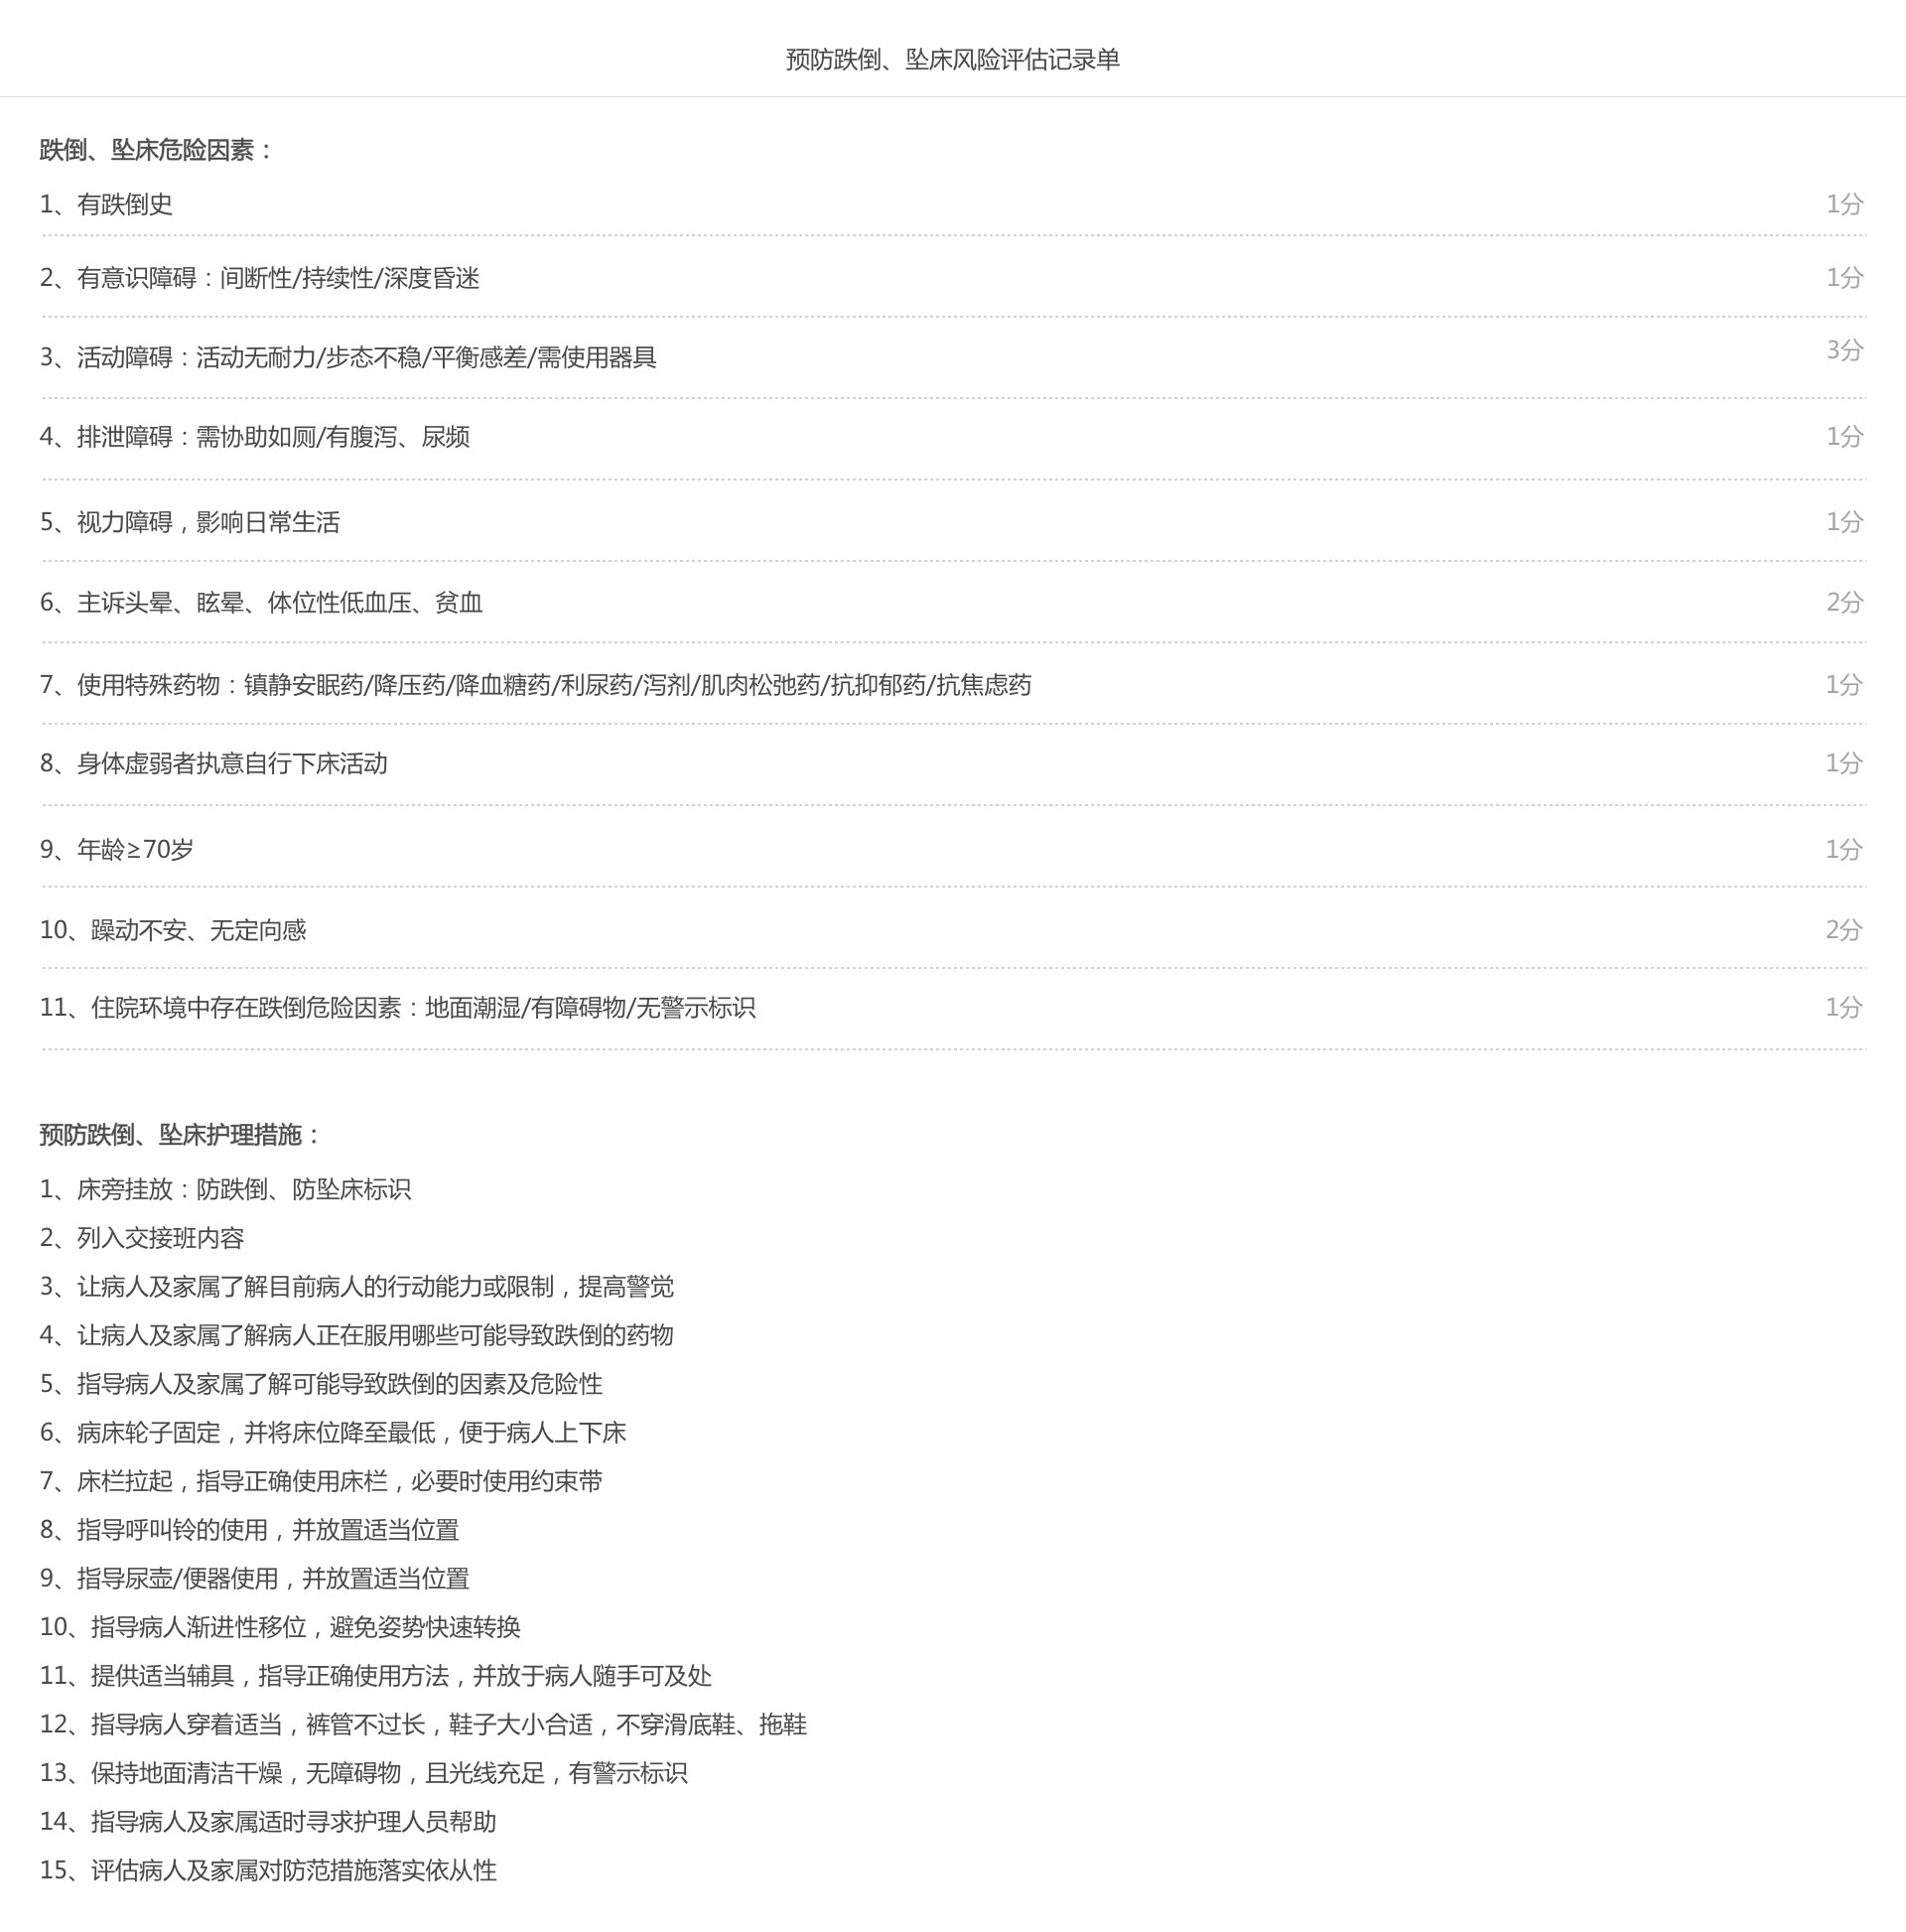 预防跌倒、坠床风险评估记录单
跌倒、坠床危险因素：
1、有跌倒史 1分
2、有意识障碍：间断性/持续性/深度昏迷 1分
3、活动障碍：活动无耐力/步态不稳/平衡感差/需使用器具 3分
4、排泄障碍：需协助如厕/有腹泻、尿频 1分
5、视力障碍，影响日常生活 1分
6、主诉头晕、眩晕、体位性低血压、贫血 2分
7、使用特殊药物：镇静安眠药/降压药/降血糖药/利尿药/泻剂/肌肉松弛药/抗抑郁药/抗焦虑药 1分
8、身体虚弱者执意自行下床活动 1分
9、年龄≥70岁 1分
10、躁动不安、无定向感 2分
11、住院环境中存在跌倒危险因素：地面潮湿/有障碍物/无警示标识 1分
预防跌倒、坠床护理措施：
1、床旁挂放：防跌倒、防坠床标识
2、列入交接班内容
3、让病人及家属了解目前病人的行动能力或限制，提高警觉
4、让病人及家属了解病人正在服用哪些可能导致跌倒的药物
5、指导病人及家属了解可能导致跌倒的因素及危险性
6、病床轮子固定，并将床位降至最低，便于病人上下床
7、床栏拉起，指导正确使用床栏，必要时使用约束带
8、指导呼叫铃的使用，并放置适当位置
9、指导尿壶/便器使用，并放置适当位置
10、指导病人渐进性移位，避免姿势快速转换
11、提供适当辅具，指导正确使用方法，并放于病人随手可及处
12、指导病人穿着适当，裤管不过长，鞋子大小合适，不穿滑底鞋、拖鞋
13、保持地面清洁干燥，无障碍物，且光线充足，有警示标识
14、指导病人及家属适时寻求护理人员帮助
15、评估病人及家属对防范措施落实依从性